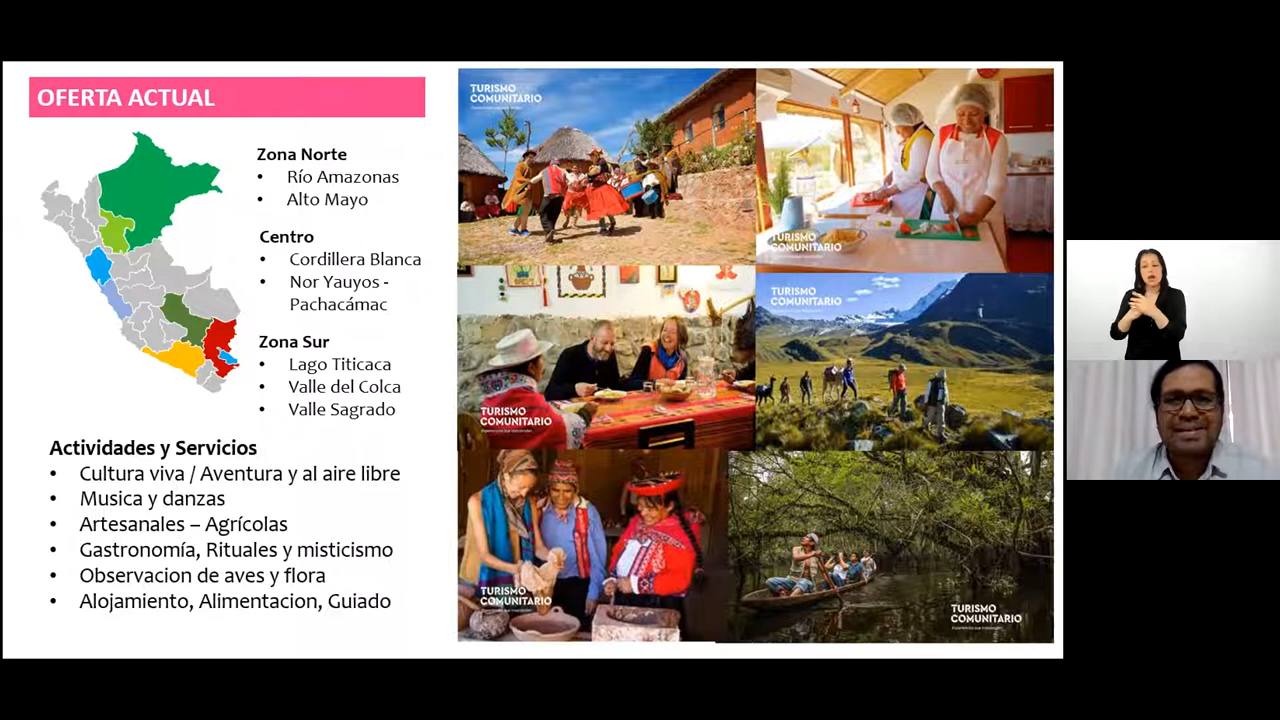 OFERTA ACTUAL
Zona Norte
• Río Amazonas
• Alto Mayo
Centro
• Cordillera Blanca
• Nor Yauyos -
Pachacámac
Zona Sur
• Lago Titicaca
• Valle del Colca
• Valle Sagrado
Actividades y Servicios
• Cultura viva / Aventura y al aire libre
• Musica y danzas
• Artesanales – Agrícolas
• Gastronomía, Rituales y misticismo
• Observacion de aves y flora
• Alojamiento, Alimentacion, Guiado
TURISMO
COMUNITARIO
TURISMO
COMUNITARIO
TURISMO
COMUNITARIO
TURISMO
COMUNITARIO
TURISMO
COMUNITARIO
TURISMO
COMUNITARIO